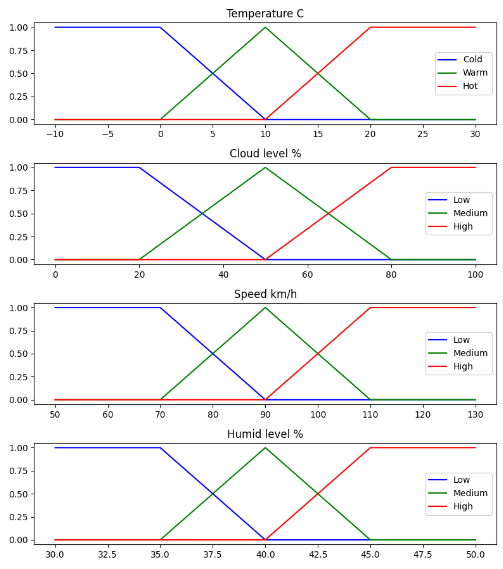 Temperature C
1.00
0.75
0.50
0.25
0.00
Cold
Warm
Hot
−10 −5 0 5 10 15 20 25 30
Cloud level %
1.00
0.75
0.50
0.25
0.00
Low
Medium
High
0 20 40 60 80 100
Speed km/h
1.00
0.75
0.50
0.25
0.00
Low
Medium
High
50 60 70 80 90 100 110 120 130
Humid level %
1.00
0.75
0.50
0.25
0.00
Low
Medium
High
30.0 32.5 35.0 37.5 40.0 42.5 45.0 47.5 50.0